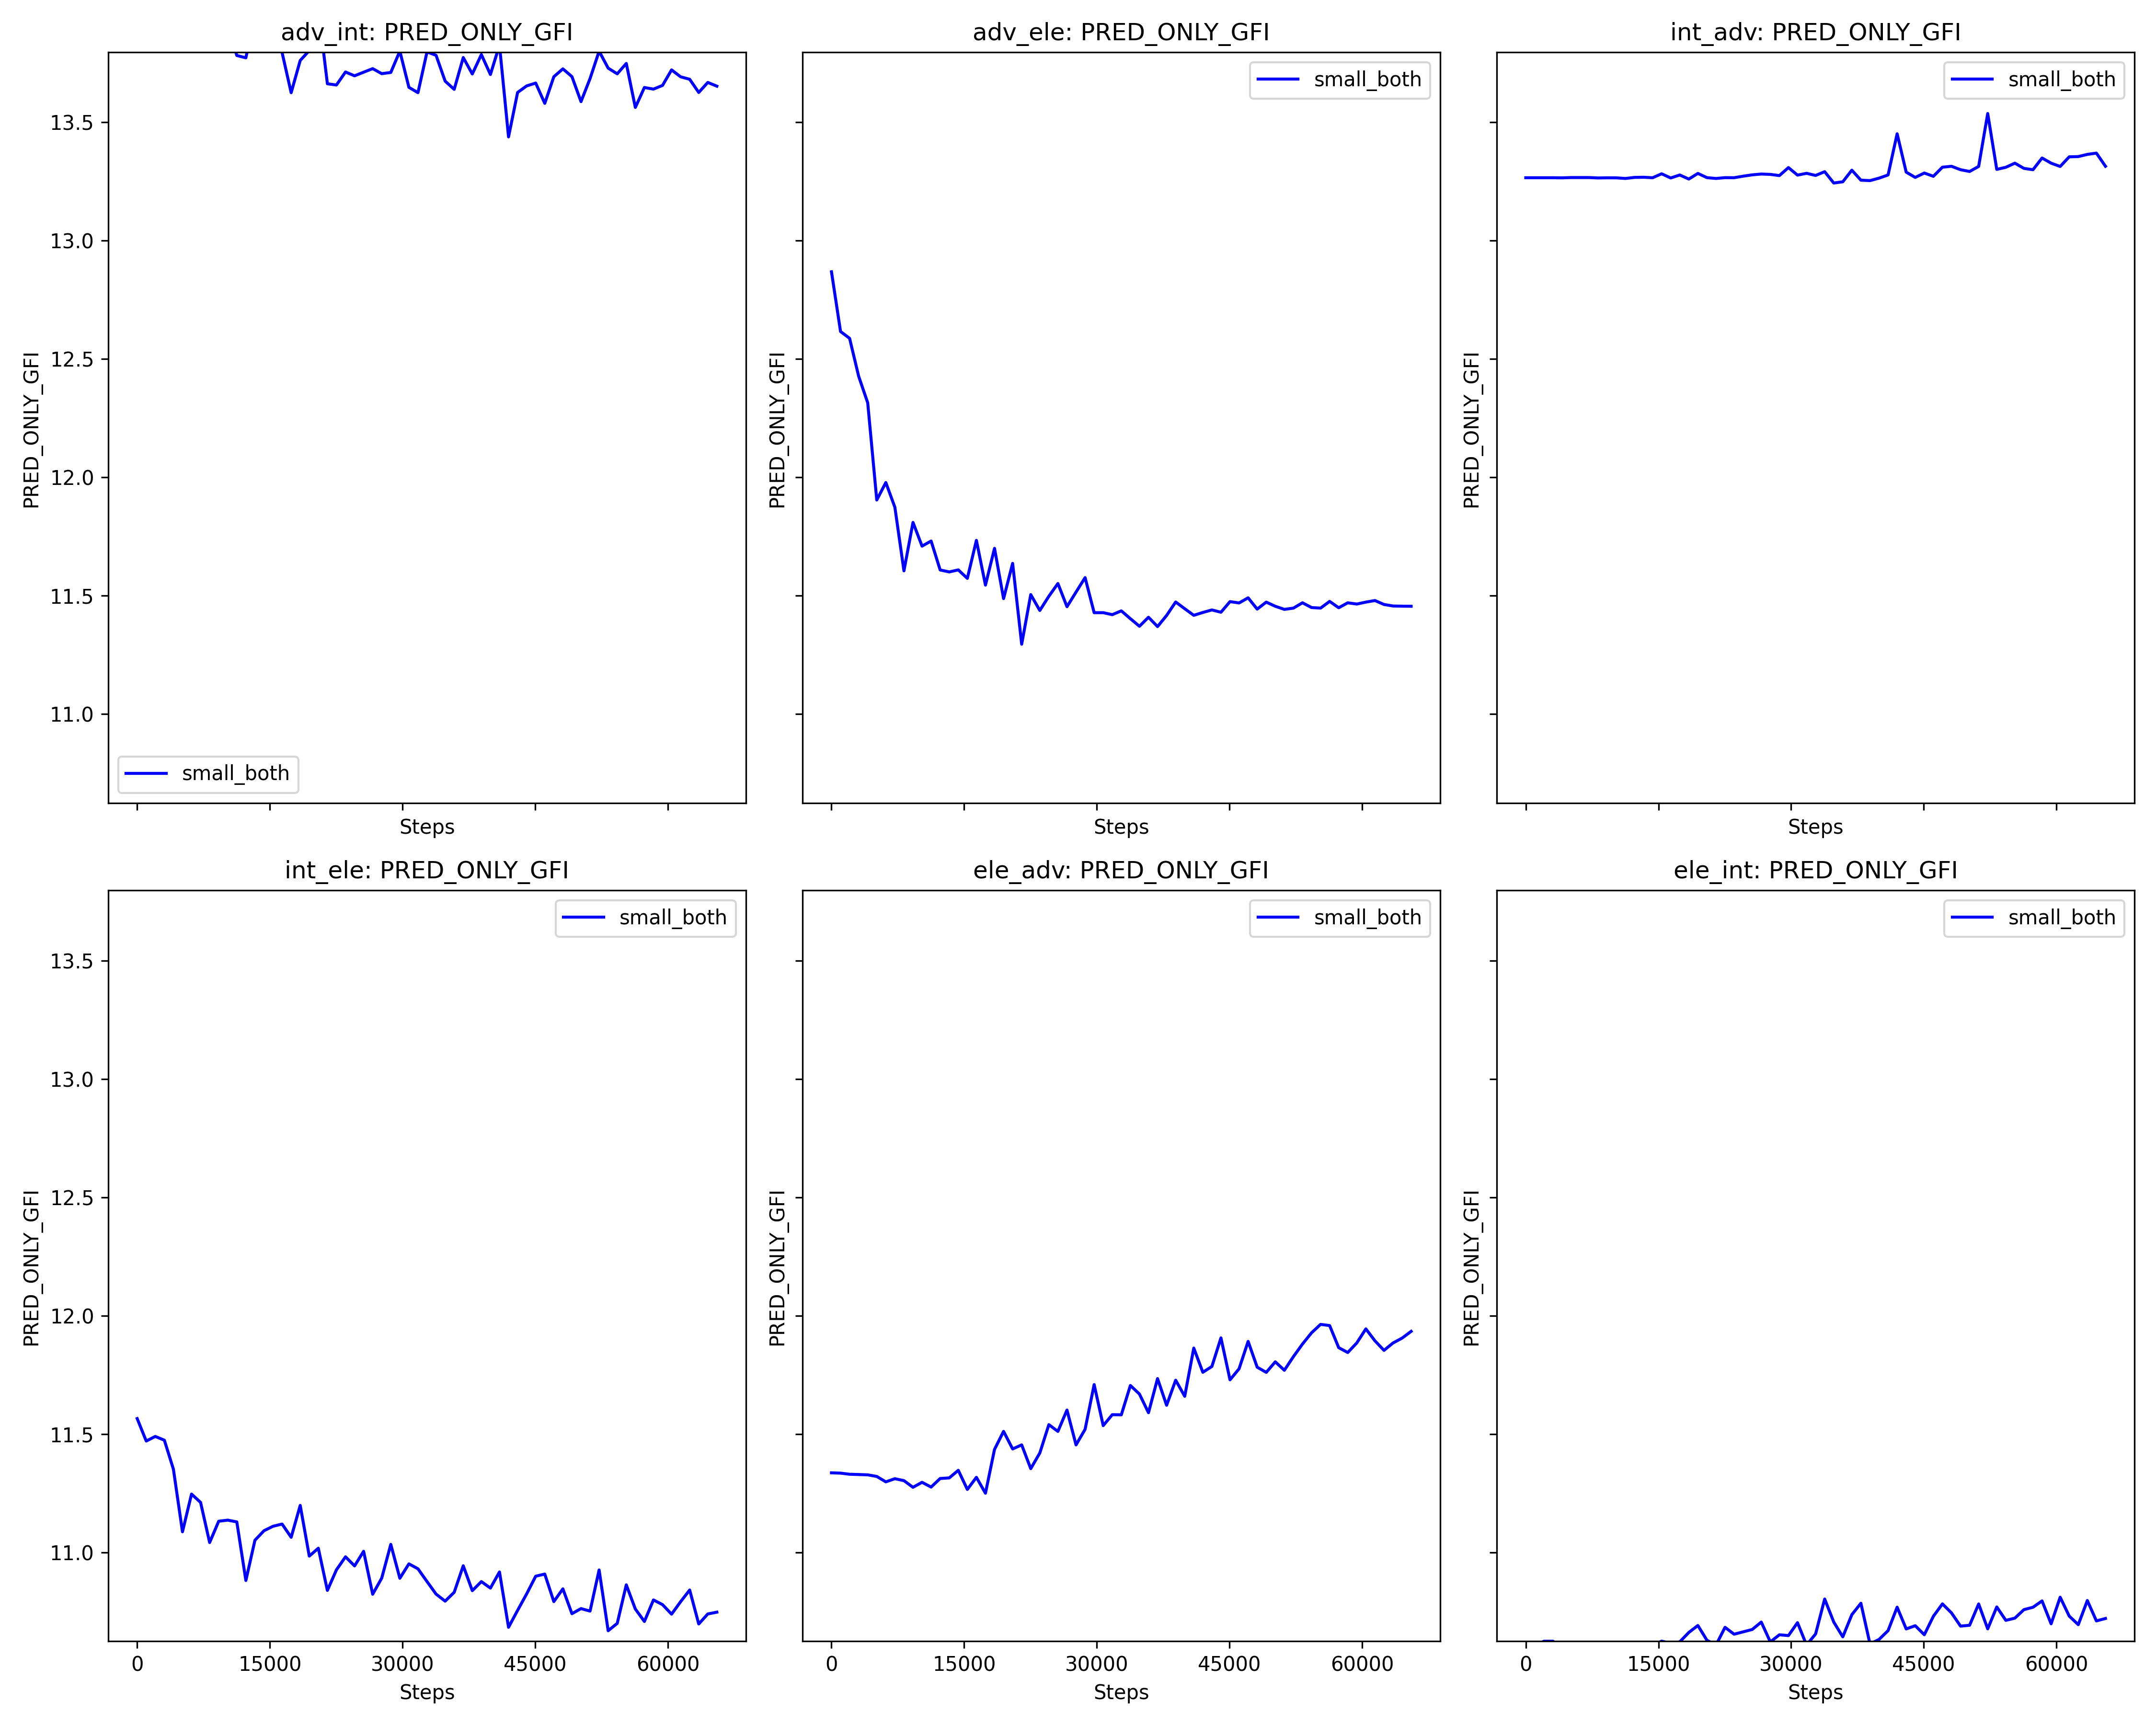 adv_int: PRED_ONLY_GFI
adv_ele: PRED_ONLY_GFI
int_adv: PRED_ONLY_GFI
PRED_ONLY_GFI
13.5
13.0
12.5
12.0
11.5
11.0
small_both
Steps
PRED_ONLY_GFI
small_both
Steps
PRED_ONLY_GFI
small_both
Steps
int_ele: PRED_ONLY_GFI
ele_adv: PRED_ONLY_GFI
ele_int: PRED_ONLY_GFI
PRED_ONLY_GFI
13.5
13.0
12.5
12.0
11.5
11.0
small_both
0 15000 30000 45000 60000
Steps
PRED_ONLY_GFI
small_both
0 15000 30000 45000 60000
Steps
PRED_ONLY_GFI
small_both
0 15000 30000 45000 60000
Steps